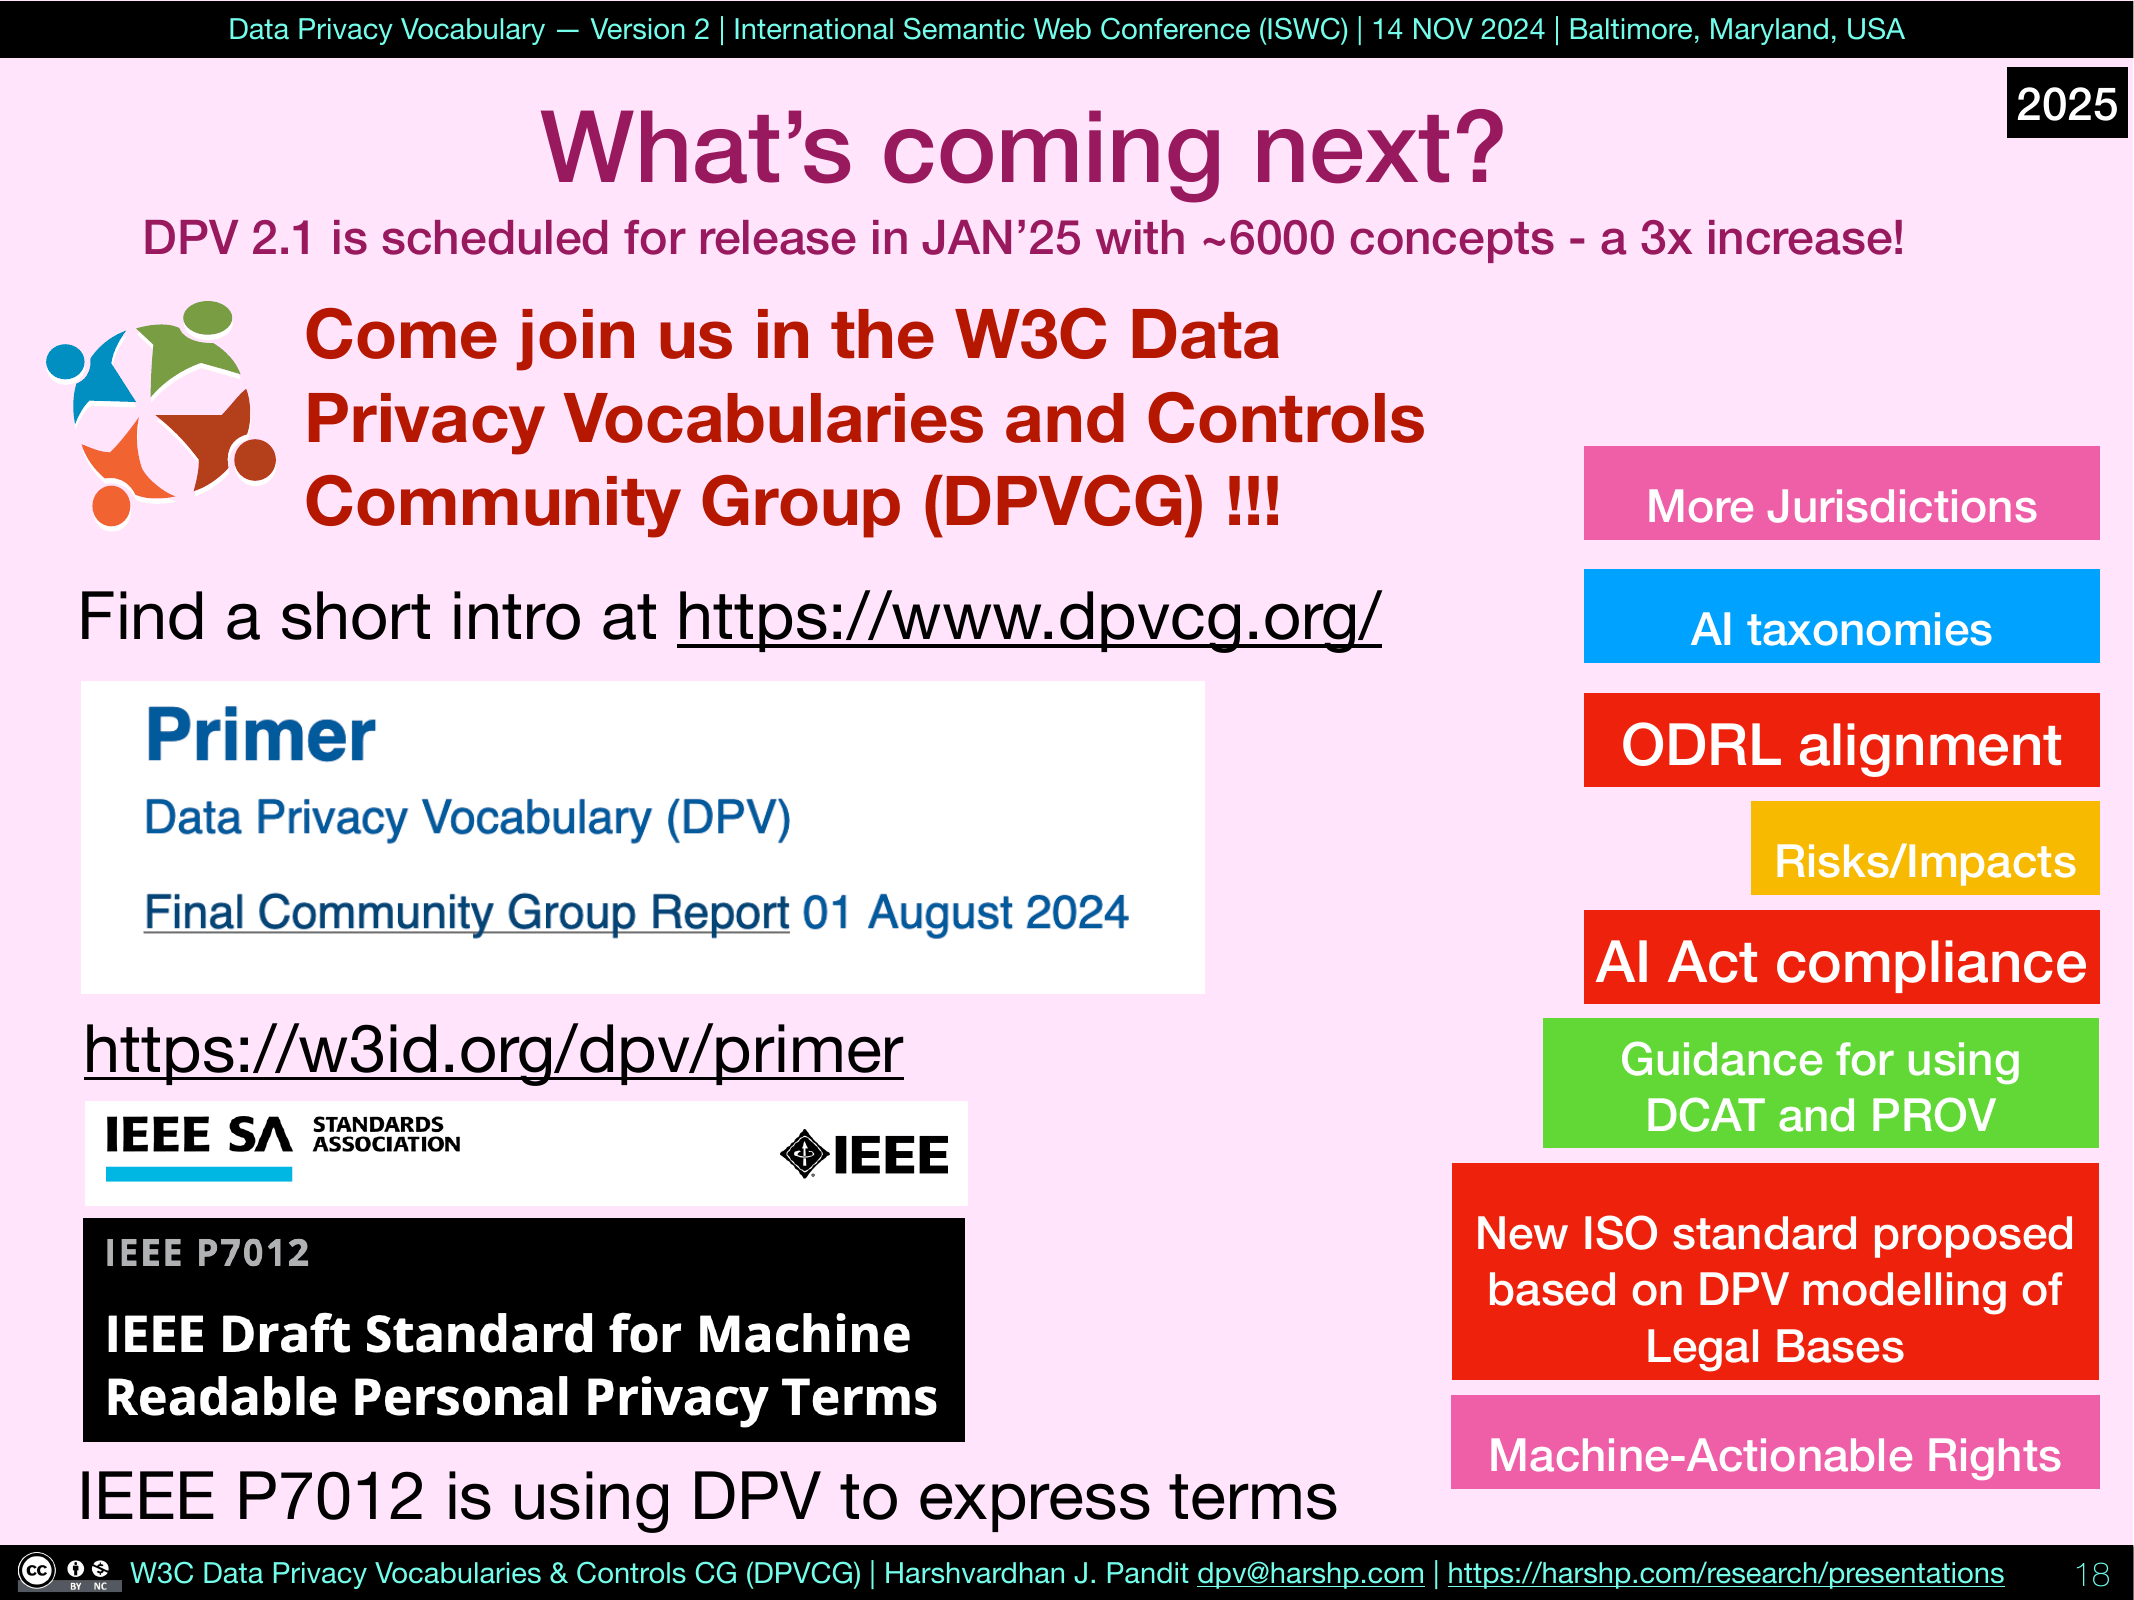 Data Privacy Vocabulary — Version 2 | International Semantic Web Conference (ISWC) | 14 NOV 2024 | Baltimore, Maryland, USA
2025
What’s coming next?
DPV 2.1 is scheduled for release in JAN’25 with ~6000 concepts - a 3x increase!
Come join us in the W3C Data
Privacy Vocabularies and Controls
Community Group (DPVCG) !!!
Find a short intro at https://www.dpvcg.org/
Primer
Data Privacy Vocabulary (DPV)
Final Community Group Report 01 August 2024
https://w3id.org/dpv/primer
IEEE SA STANDARDS
ASSOCIATION
IEEE
IEEE P7012
IEEE Draft Standard for Machine
Readable Personal Privacy Terms
IEEE P7012 is using DPV to express terms
More Jurisdictions
AI taxonomies
ODRL alignment
Risks/Impacts
AI Act compliance
Guidance for using
DCAT and PROV
New ISO standard proposed
based on DPV modelling of
Legal Bases
Machine-Actionable Rights
cc BY NC W3C Data Privacy Vocabularies & Controls CG (DPVCG) | Harshvardhan J. Pandit dpv@harshp.com | https://harshp.com/research/presentations 18